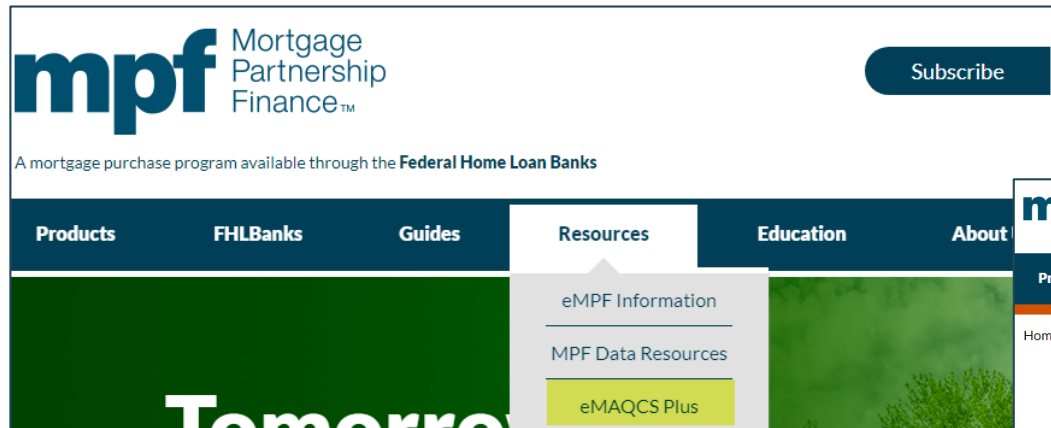 mpf Mortgage
Partnership
Finance™
Subscribe
A mortgage purchase program available through the Federal Home Loan Banks
Products FHLBanks Guides Resources Education About
eMPF Information
MPF Data Resources
eMAQCS Plus